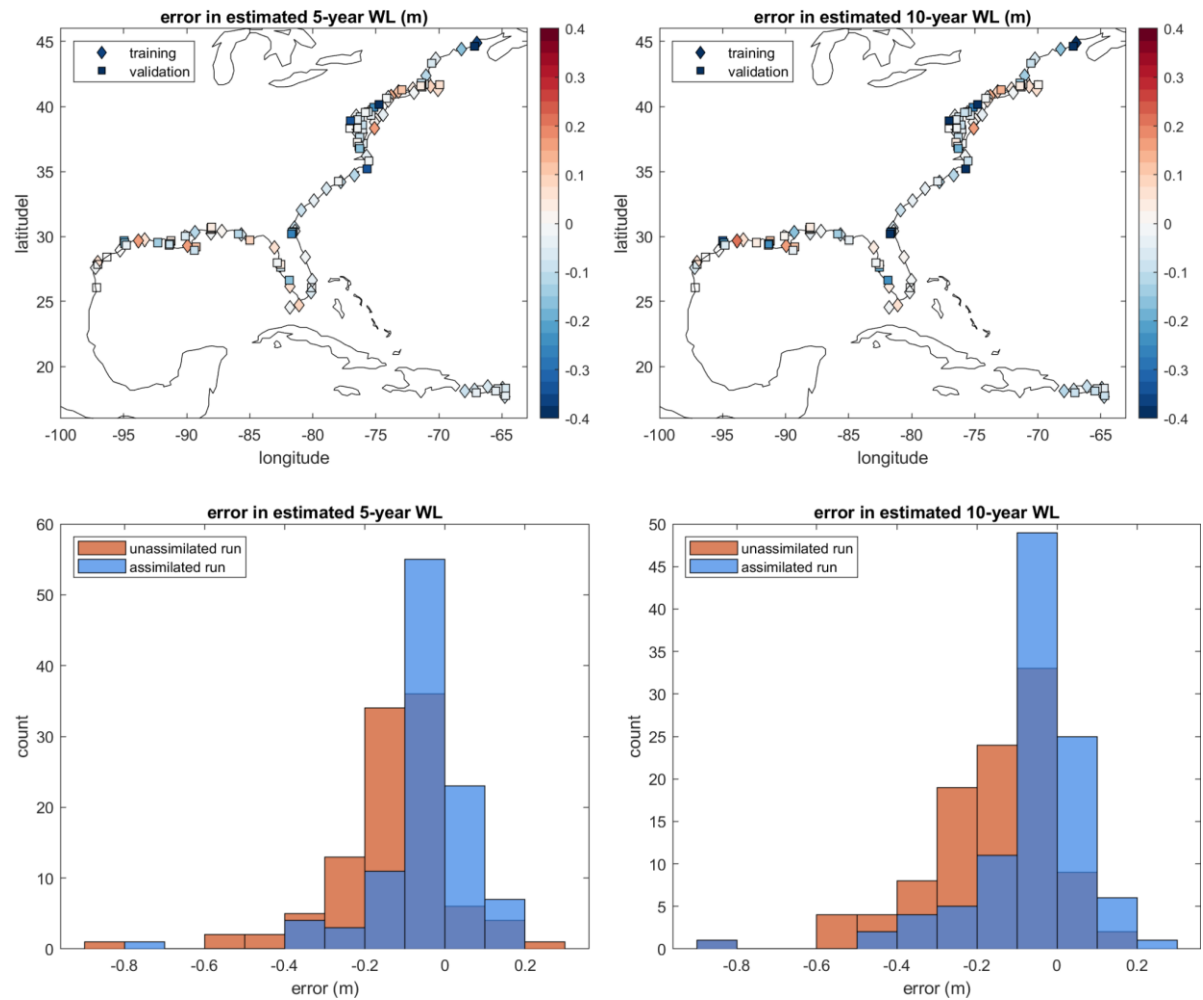 error in estimated 5-year WL (m)
training
validation
45
40
35
30
25
20
latitudel
-100 -95 -90 -85 -80 -75 -70 -65
longitude
0.4
0.3
0.2
0.1
0
-0.1
-0.2
-0.3
-0.4
error in estimated 10-year WL (m)
training
validation
45
40
35
30
25
20
latitudel
-100 -95 -90 -85 -80 -75 -70 -65
longitude
0.4
0.3
0.2
0.1
0
-0.1
-0.2
-0.3
-0.4
error in estimated 5-year WL
unassimilated run
assimilated run
60
50
40
30
20
10
0
count
-0.8 -0.6 -0.4 -0.2 0 0.2
error (m)
error in estimated 10-year WL
unassimilated run
assimilated run
50
45
40
35
30
25
20
15
10
5
0
count
-0.8 -0.6 -0.4 -0.2 0 0.2
error (m)